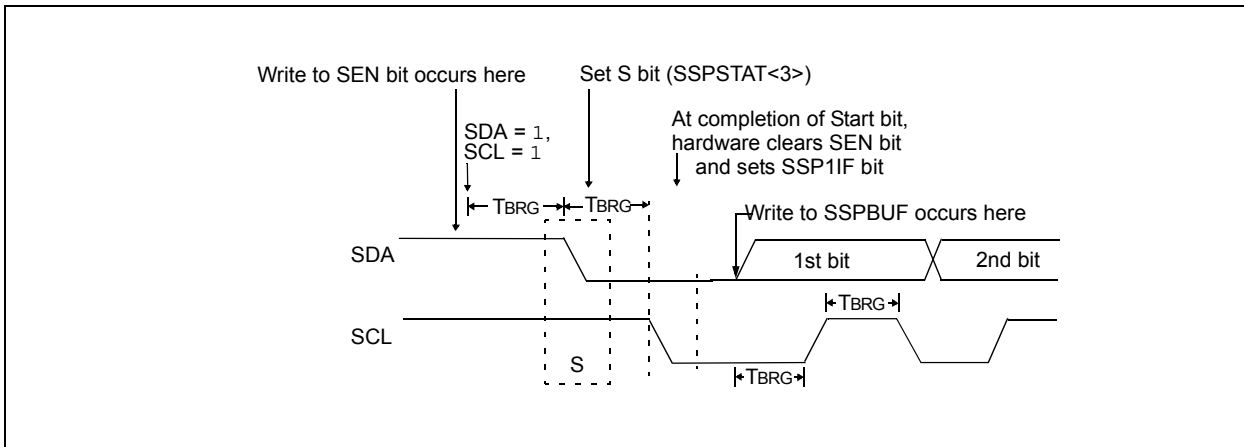 Write to SEN bit occurs here
Set S bit (SSPSTAT<3>)
SDA = 1,
SCL = 1
At completion of Start bit,
hardware clears SEN bit
and sets SSP1IF bit
TBRG
TBRG
Write to SSPBUF occurs here
SDA
1st bit
2nd bit
TBRG
SCL
S
TBRG